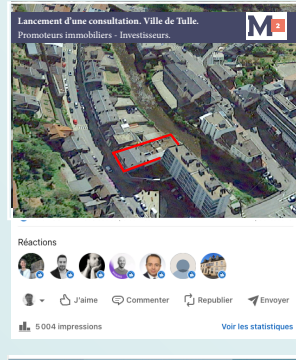 Lancement d'une consultation. Ville de Tulle.
Promoteurs immobiliers - Investisseurs.
M 2
Réactions
J'aime
Commenter
Republier
Envoyer
5 004 impressions
Voir les statistiques